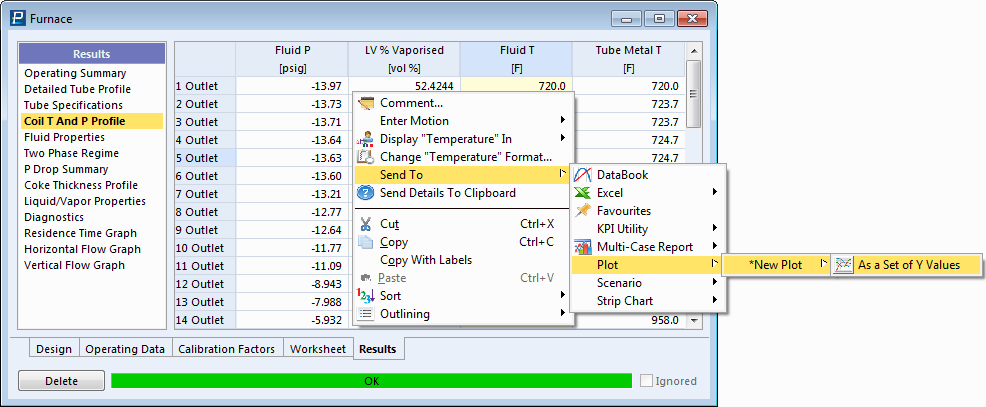 Furnace
Results
Operating Summary
Detailed Tube Profile
Tube Specifications
Coil T And P Profile
Fluid Properties
Two Phase Regime
P Drop Summary
Coke Thickness Profile
Liquid/Vapor Properties
Diagnostics
Residence Time Graph
Horizontal Flow Graph
Vertical Flow Graph
Fluid P LV % Vaporised Fluid T Tube Metal T
[psig] [vol %] [F] [F]
1 Outlet -13.97 52.4244 720.0 720.0
2 Outlet -13.73 723.7
3 Outlet -13.71 723.7
4 Outlet -13.64 724.7
5 Outlet -13.63 724.7
6 Outlet -13.60
7 Outlet -13.21
8 Outlet -12.77
9 Outlet -12.64
10 Outlet -11.77
11 Outlet -11.09
12 Outlet -8.943
13 Outlet -7.988
14 Outlet -5.932 958.0
Comment...
Enter Motion
Display "Temperature" In
Change "Temperature" Format...
Send To
Send Details To Clipboard
Cut Ctrl+X
Copy Ctrl+C
Copy With Labels
Paste Ctrl+V
Sort
Outlining
DataBook
Excel
Favourites
KPI Utility
Multi-Case Report
Plot
Scenario
Strip Chart
*New Plot
As a Set of Y Values
Design Operating Data Calibration Factors Worksheet Results
Delete OK Ignored